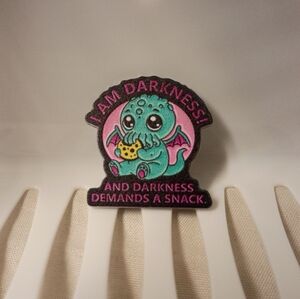 I AM DARKNESS!
AND DARKNESS
DEMANDS A SNACK.